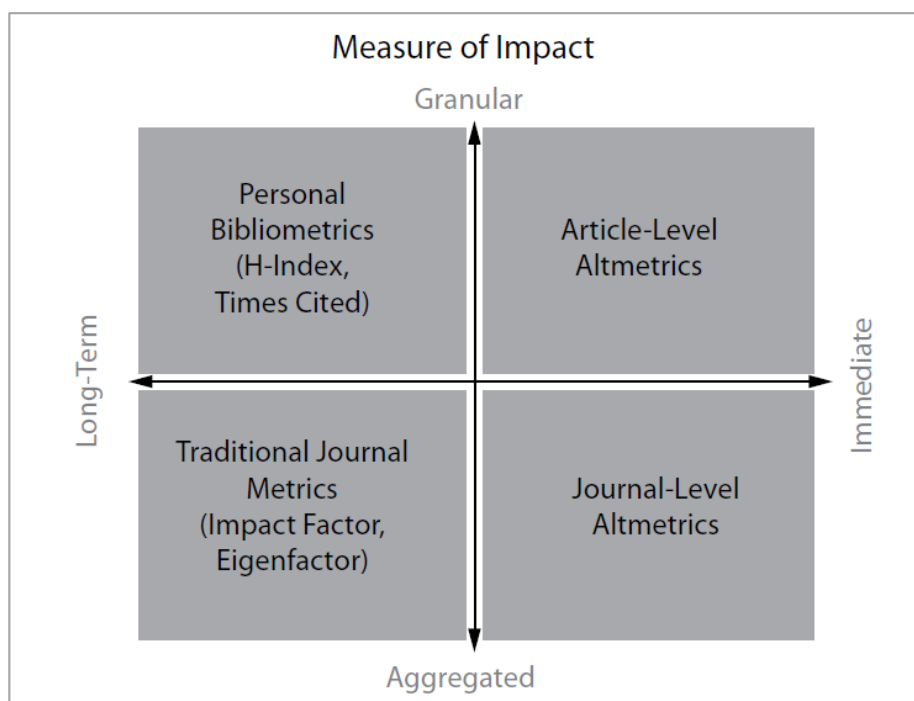 Measure of Impact
Granular
Personal
Bibliometrics
(H-Index,
Times Cited)
Article-Level
Altmetrics
Long-Term
Immediate
Traditional Journal
Metrics
(Impact Factor,
Eigenfactor)
Journal-Level
Altmetrics
Aggregated